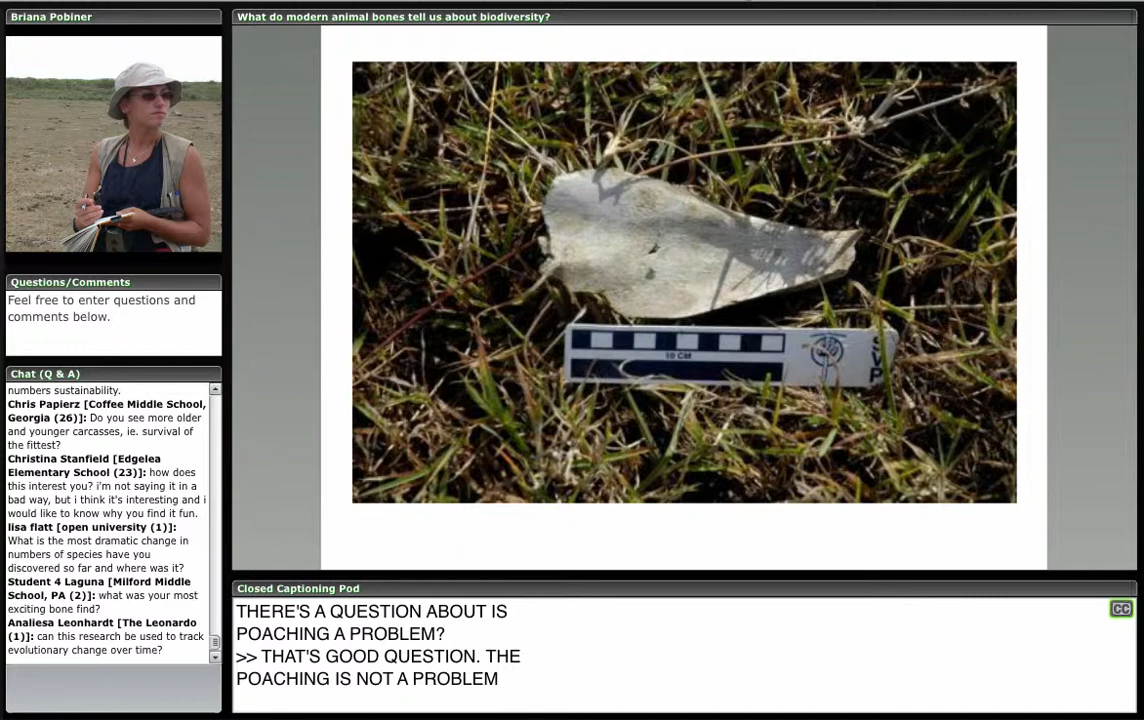 Briana Pobiner
What do modern animal bones tell us about biodiversity?
10 CM
S
V
P
Questions/Comments
Feel free to enter questions and
comments below.
Chat (Q & A)
numbers sustainability.
Chris Papierz [Coffee Middle School,
Georgia (26)]: Do you see more older
and younger carcasses, ie. survival of
the fittest?
Christina Stanfield [Edgelea
Elementary School (23)]: how does
this interest you? i'm not saying it in a
bad way, but i think it's interesting and i
would like to know why you find it fun.
lisa flatt [open university (1)]:
What is the most dramatic change in
numbers of species have you
discovered so far and where was it?
Student 4 Laguna [Milford Middle
School, PA (2)]: what was your most
exciting bone find?
Analiesa Leonhardt [The Leonardo
(1)]: can this research be used to track
evolutionary change over time?
Closed Captioning Pod
CC
THERE'S A QUESTION ABOUT IS
POACHING A PROBLEM?
>> THAT'S GOOD QUESTION. THE
POACHING IS NOT A PROBLEM